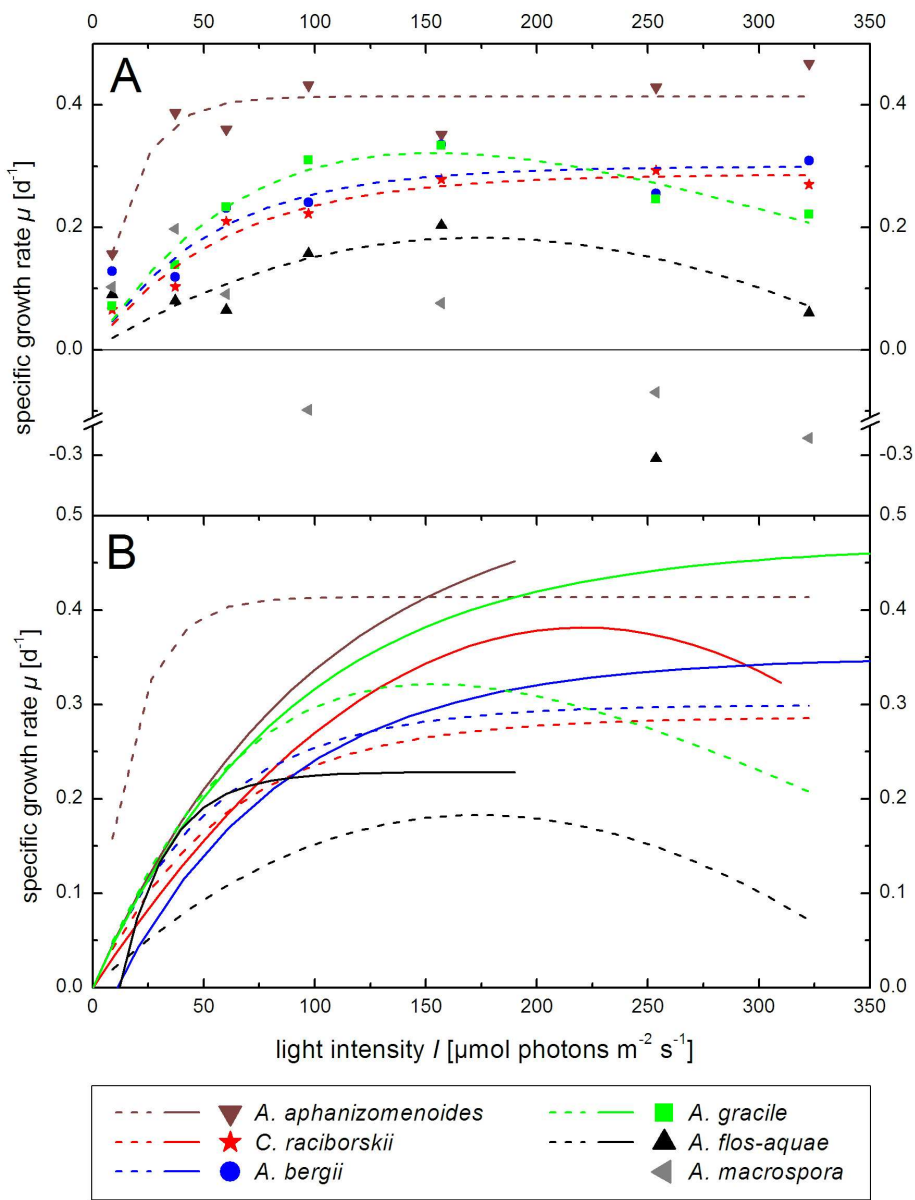 0 50 100 150 200 250 300 350
A
0.4 0.4
0.2 0.2
0.0 0.0
-0.3 -0.3
specific growth rate µ [d⁻¹]
0.5 0.5
B
0.4 0.4
0.3 0.3
0.2 0.2
0.1 0.1
0.0 0.0
specific growth rate µ [d⁻¹]
0 50 100 150 200 250 300 350
light intensity I [µmol photons m⁻² s⁻¹]
A. aphanizomenoides
C. raciborskii
A. bergii
A. gracile
A. flos-aquae
A. macrospora